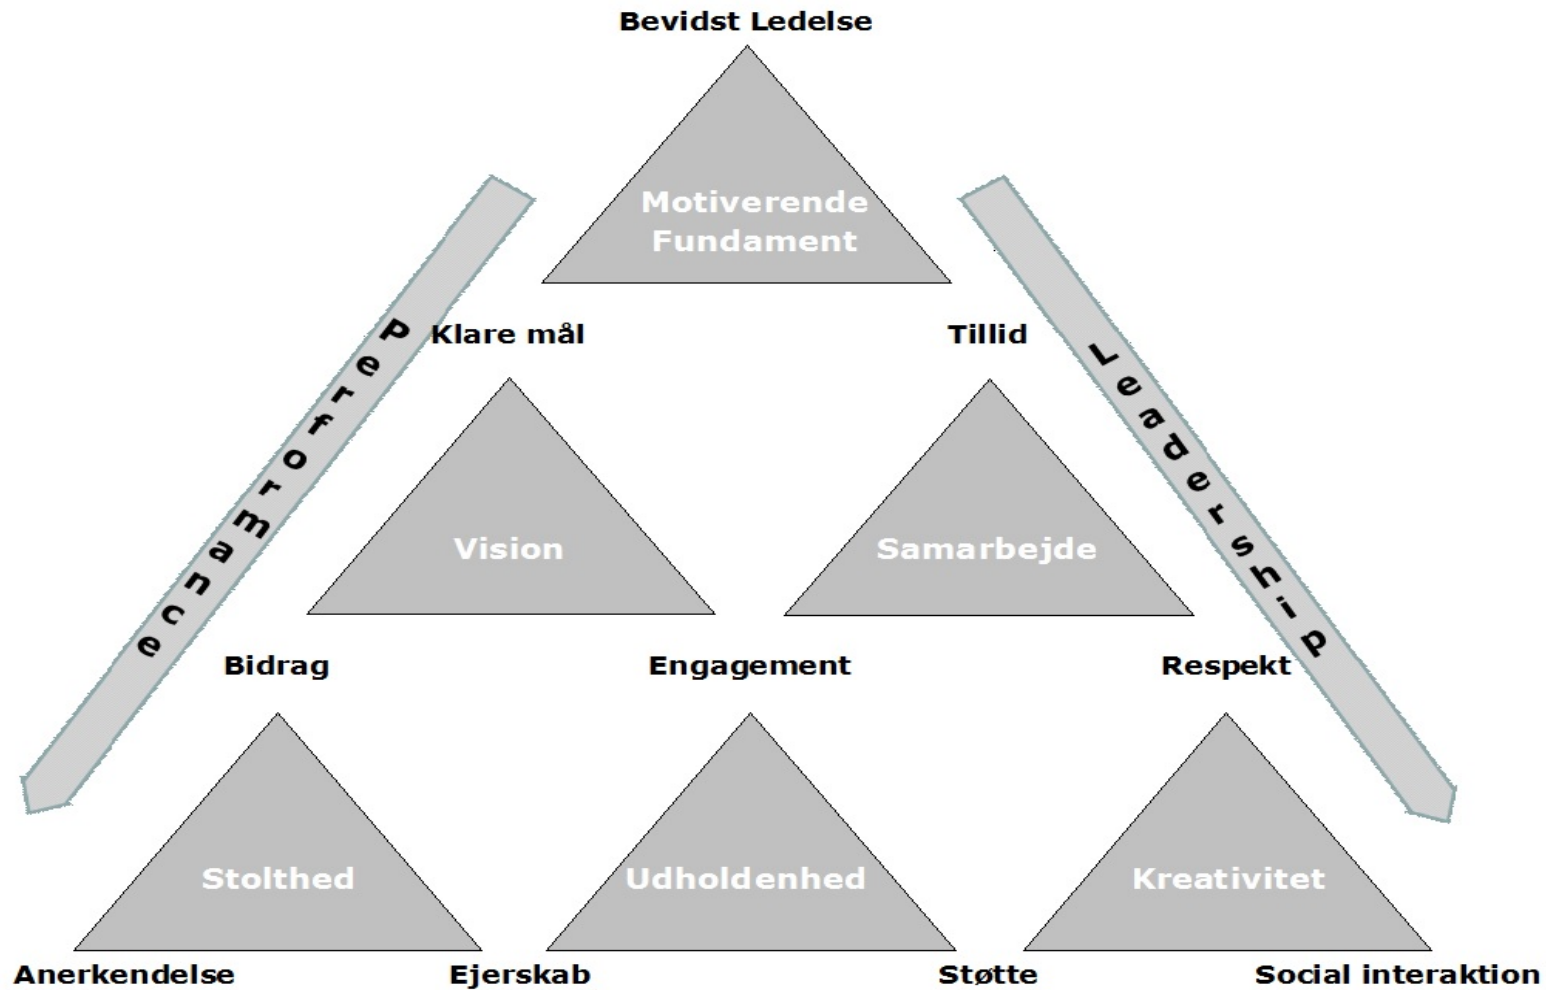 Bevidst Ledelse
Motiverende
Fundament
Performance
Klare mål
Tillid
Leadership
Vision
Samarbejde
Bidrag
Engagement
Respekt
Stolthed
Udholdenhed
Kreativitet
Anerkendelse
Ejerskab
Støtte
Social interaktion